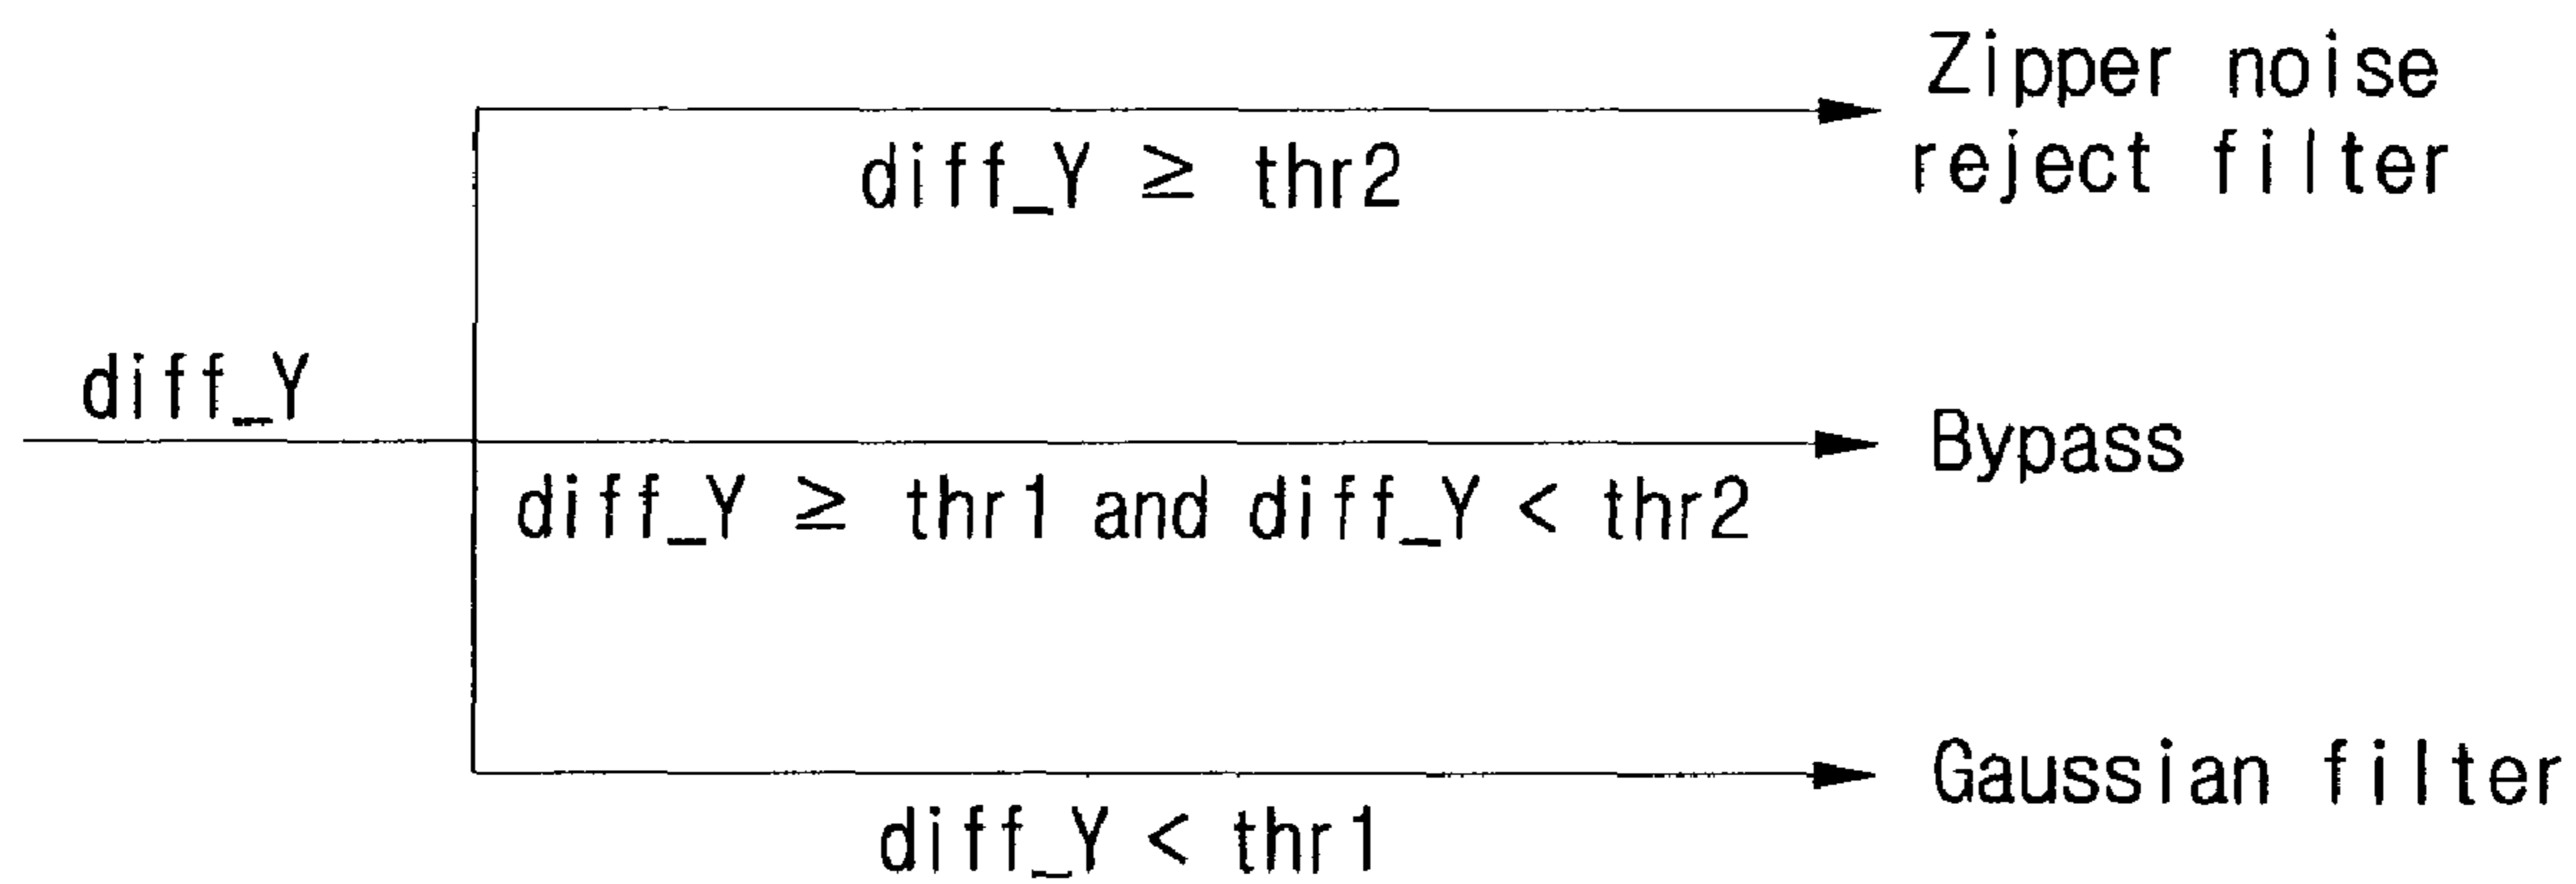 Zipper noise
reject filter
diff_Y ≥ thr2
diff_Y
Bypass
diff_Y ≥ thr1 and diff_Y < thr2
Gaussian filter
diff_Y < thr1